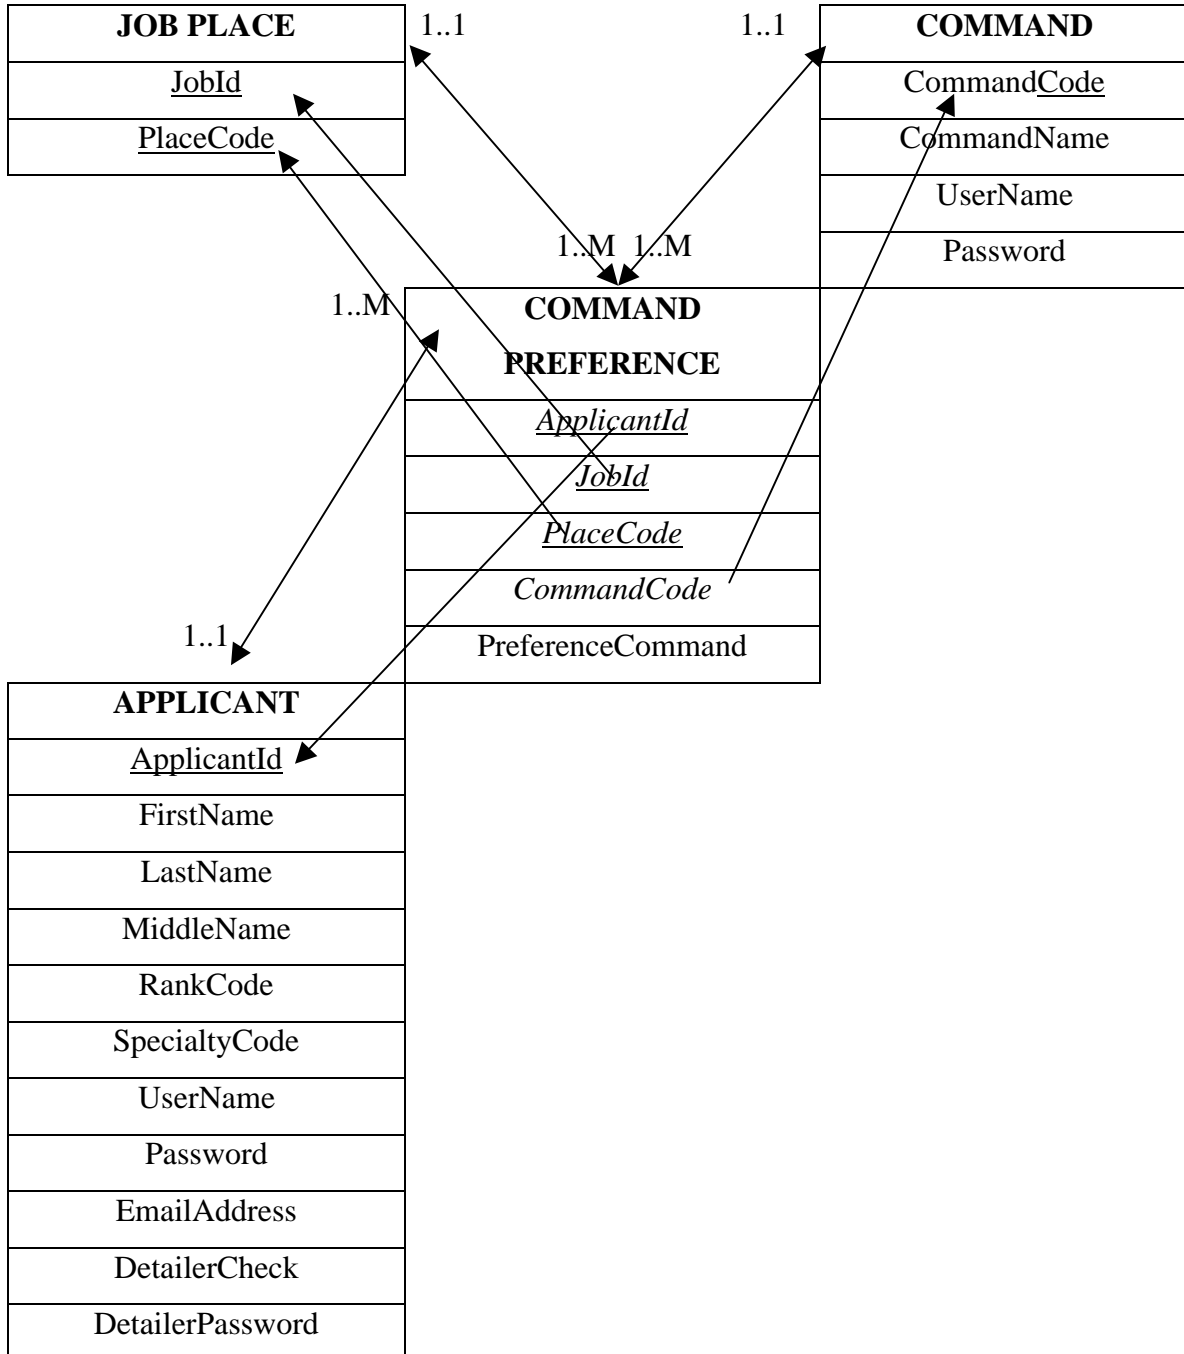 JOB PLACE
JobId
PlaceCode
1..1
1..1
COMMAND
CommandCode
CommandName
UserName
Password
1..M 1..M
1..M
COMMAND
PREFERENCE
ApplicantId
JobId
PlaceCode
CommandCode
PreferenceCommand
1..1
APPLICANT
ApplicantId
FirstName
LastName
MiddleName
RankCode
SpecialtyCode
UserName
Password
EmailAddress
DetailerCheck
DetailerPassword